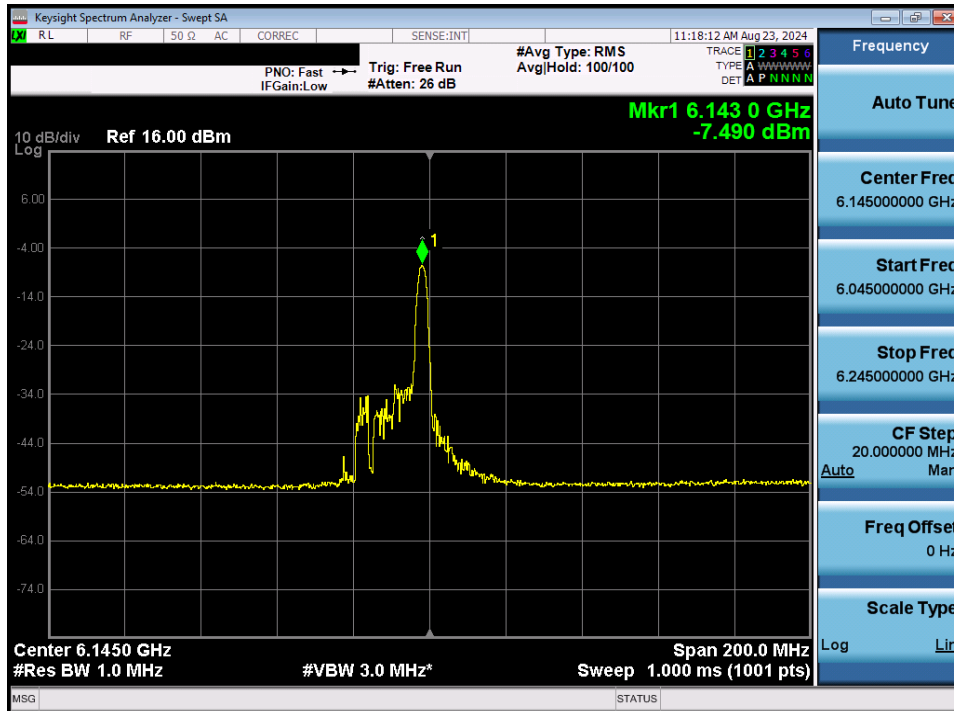 Keysight Spectrum Analyzer - Swept SA
LXI RL RF 50 Ω AC CORREC SENSE:INT 11:18:12 AM Aug 23, 2024
PNO: Fast
IFGain:Low
Trig: Free Run
#Atten: 26 dB
#Avg Type: RMS
Avg|Hold: 100/100
TRACE 1 2 3 4 5 6
TYPE A WWWWW
DET A P N N N N
Mkr1 6.143 0 GHz
-7.490 dBm
10 dB/div Ref 16.00 dBm
Log
6.00
-4.00
-14.0
-24.0
-34.0
-44.0
-54.0
-64.0
-74.0
1
Center 6.1450 GHz Span 200.0 MHz
#Res BW 1.0 MHz #VBW 3.0 MHz* Sweep 1.000 ms (1001 pts)
MSG STATUS
Frequency
Auto Tune
Center Freq
6.145000000 GHz
Start Freq
6.045000000 GHz
Stop Freq
6.245000000 GHz
CF Step
20.000000 MHz
Auto Man
Freq Offset
0 Hz
Scale Type
Log Lin